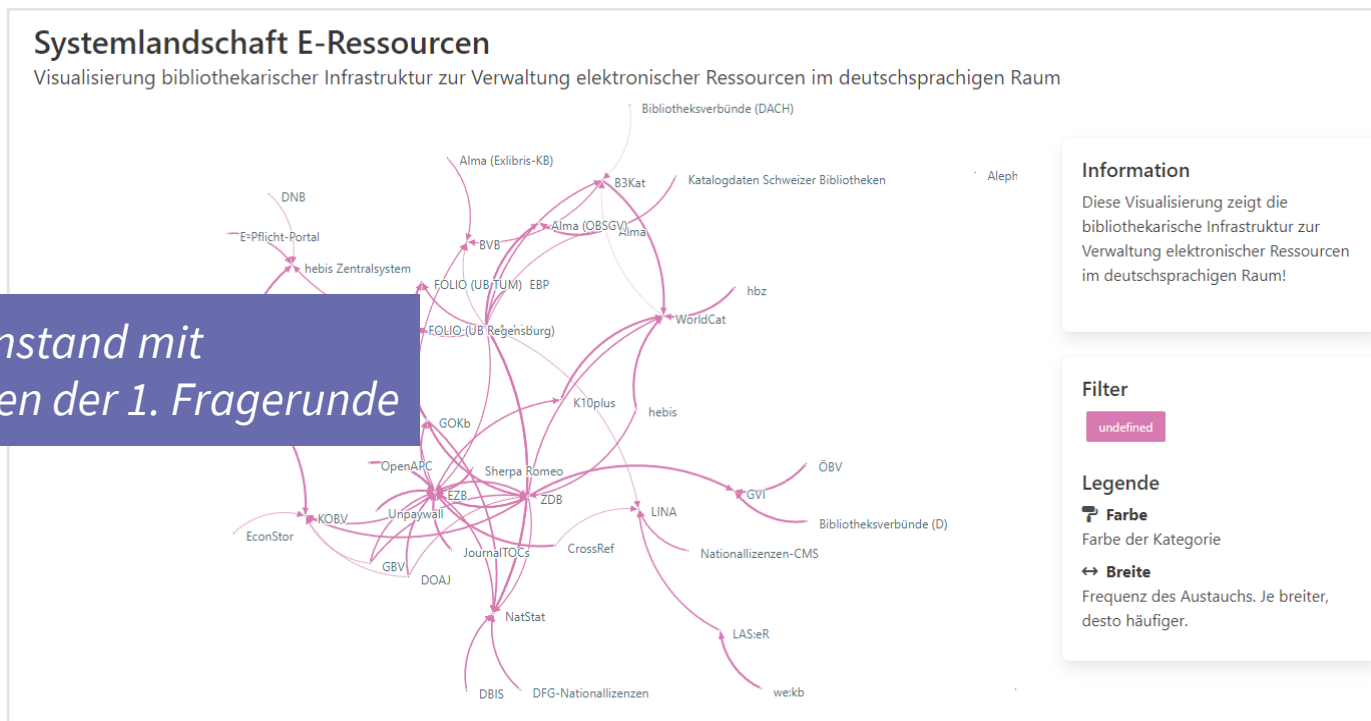 Systemlandschaft E-Ressourcen
Visualisierung bibliothekarischer Infrastruktur zur Verwaltung elektronischer Ressourcen im deutschsprachigen Raum
Bibliotheksverbünde (DACH)
Alma (Exlibris-KB)
B3Kat
Katalogdaten Schweizer Bibliotheken
Aleph
DNB
E-Pflicht-Portal
Alma (OBSGV)
Alma
BVB
hebis Zentralsystem
FOLIO (UB TUM)
EBP
hbz
WorldCat
FOLIO (UB Regensburg)
nstand mit
en der 1. Fragerunde
K10plus
hebis
GOKb
OpenAPC
Sherpa Romeo
ÖBV
EZB
ZDB
GVI
Unpaywall
LINA
KOBV
Bibliotheksverbünde (D)
EconStor
JournalTOCs
CrossRef
Nationallizenzen-CMS
GBV
DOAJ
NatStat
LAS:eR
DBIS
DFG-Nationallizenzen
we:kb
Information
Diese Visualisierung zeigt die
bibliothekarische Infrastruktur zur
Verwaltung elektronischer Ressourcen
im deutschsprachigen Raum!
Filter
undefined
Legende
Farbe
Farbe der Kategorie
Breite
Frequenz des Austauschs. Je breiter,
desto häufiger.